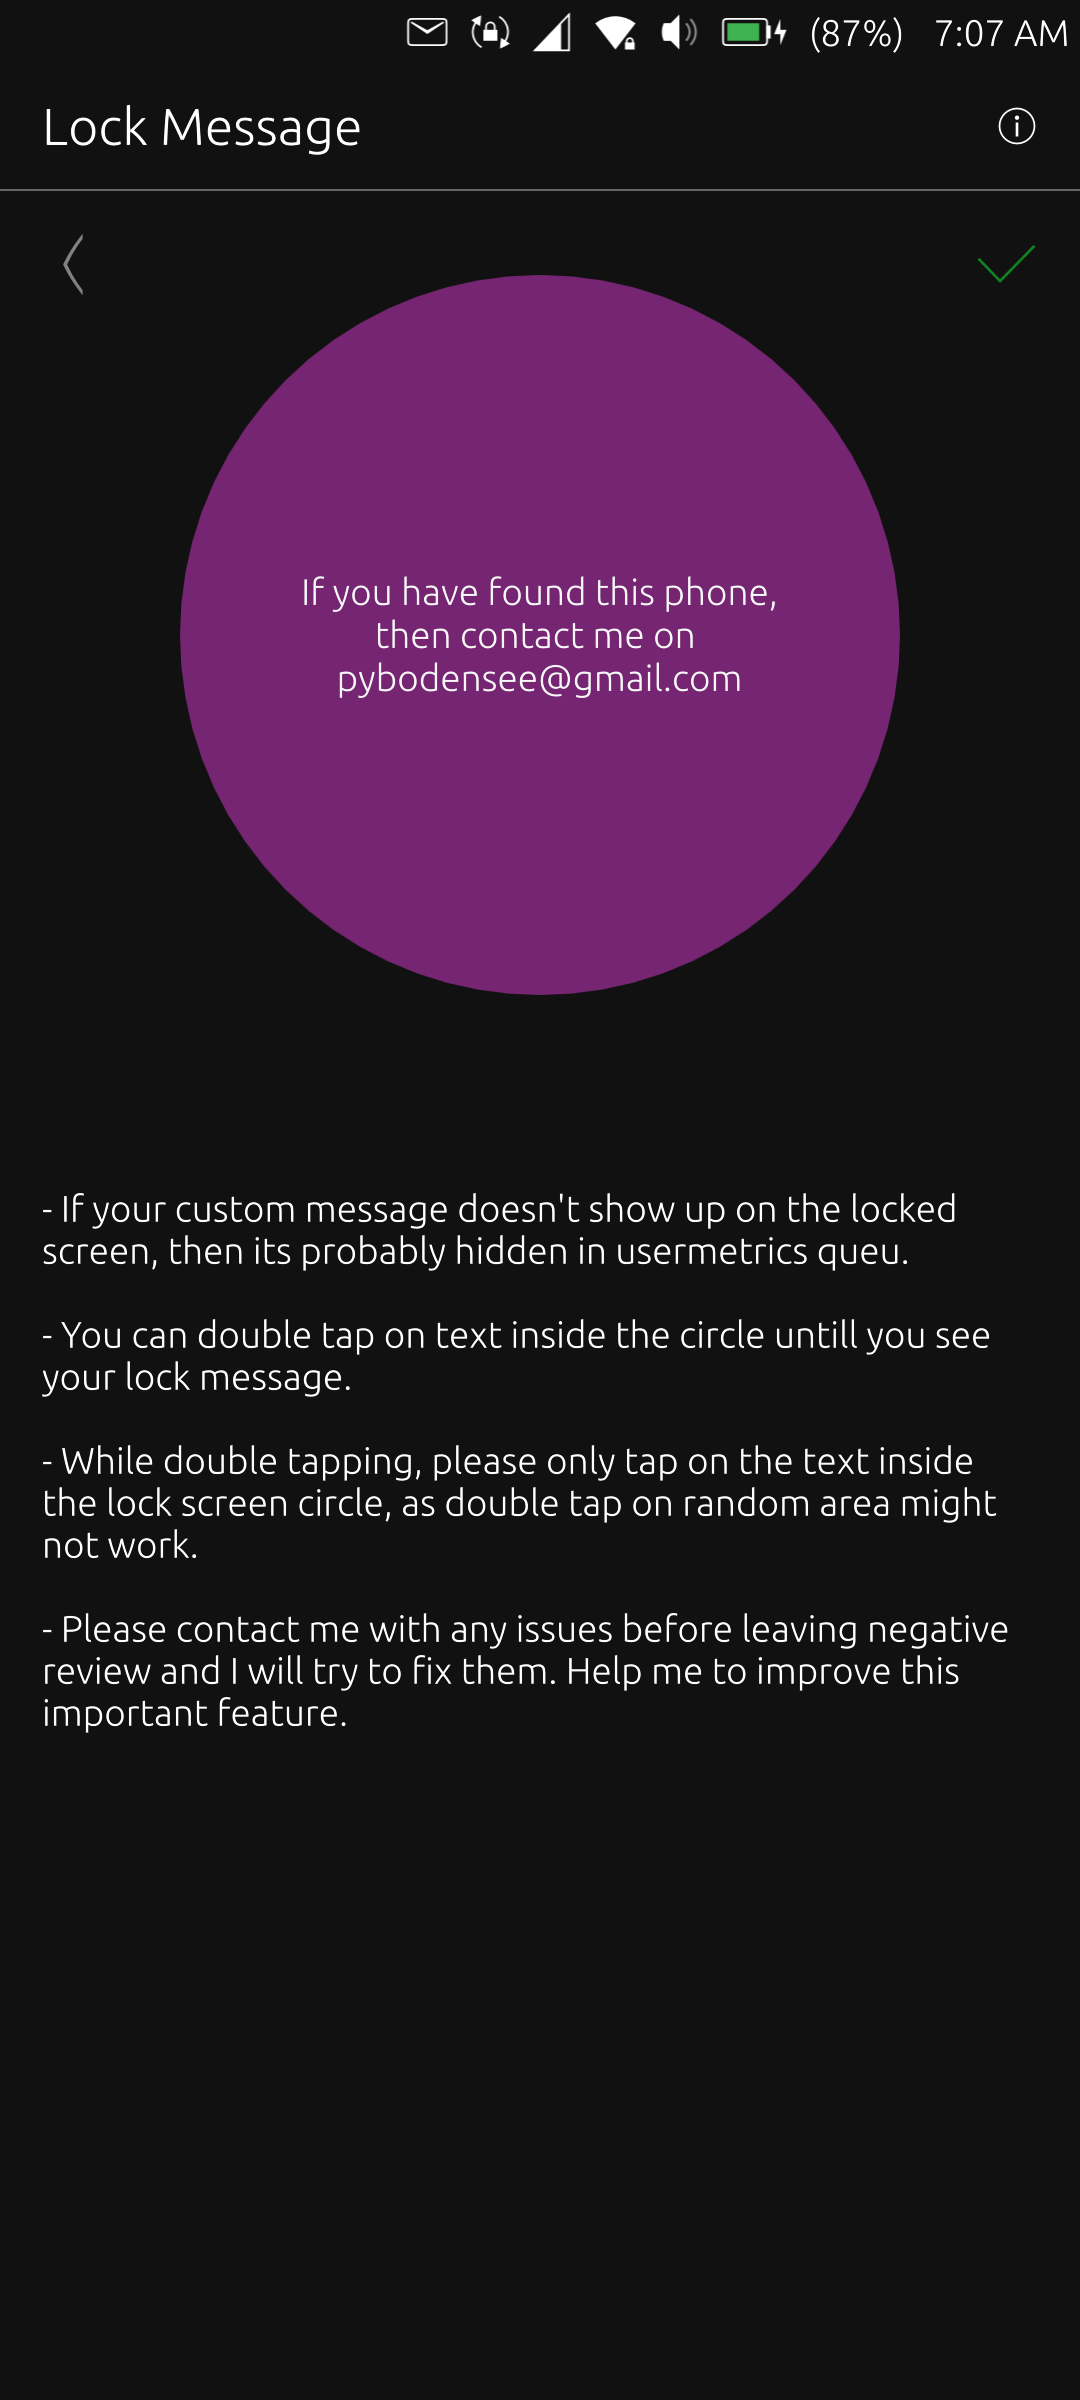 (87%) 7:07 AM
Lock Message
If you have found this phone,
then contact me on
pybodensee@gmail.com
- If your custom message doesn't show up on the locked
screen, then its probably hidden in usermetrics queu.
- You can double tap on text inside the circle untill you see
your lock message.
- While double tapping, please only tap on the text inside
the lock screen circle, as double tap on random area might
not work.
- Please contact me with any issues before leaving negative
review and I will try to fix them. Help me to improve this
important feature.